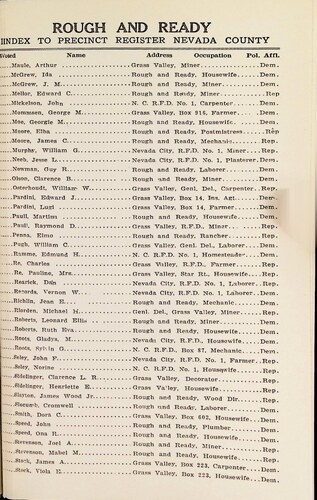 ROUGH AND READY
INDEX TO PRECINCT REGISTER NEVADA COUNTY
Voted Name Address Occupation Pol. Affl.
Maule, Arthur Grass Valley, Miner Dem.
McGrew, Ida Rough and Ready, Housewife Dem.
McGrew, J. M. Rough and Ready, Miner Dem.
Meller, Edward C. Rough and Ready, Miner Rep
Mickelson, John N. C. R.F.D. No. 1, Carpenter Dem.
Monmusen, George M. Grass Valley, Box 816, Farmer Dem.
Moe, Georgie M. Rough and Ready, Housewife Dem.
Moore, Elba Rough and Ready, Postmistress Rep
Moore, James C. Rough and Ready, Mechanic Rep.
Murphy, William G. Nevada City, R.F.D. No. 1, Miner Rep.
Neeb, Jesse L. Nevada City, R.F.D. No. 1, Plasterer Dem.
Newman, Guy R. Rough and Ready, Laborer Dem.
Olson, Clarence B. Rough and Ready, Miner Dem.
Osterhoudt, William W. Grass Valley, Genl. Del., Carpenter Rep.
Pardini, Edward J. Grass Valley, Box 14, Ins. Agt. Dem.
Pardini, Lugi Grass Valley, Box 14, Farmer Dem.
Paull, Martien Rough and Ready, Housewife Dem.
Paull, Raymond D. Grass Valley, R.F.D., Miner Rep.
Penna, Elmo Rough and Ready, Rancher Rep.
Pugh, William C. Grass Valley, Genl. Del. Laborer Dem.
Ramme, Edmund H. N. C. R.F.D. No. 1, Homestender Dem.
Re, Charles Grass Valley, R.F.D., Farmer Rep.
Re, Pauline, Mrs. Grass Valley, Star Rt., Housewife Rep.
Rearick, Dein Nevada City, R.F.D. No. 1, Laborer Rep.
Records, Vernon W. Nevada City, R.F.D. No. 1, Laborer Dem.
Richlin, Jean E. Rough and Ready, Mechanic Dem.
Riorden, Michael H. Genl. Del., Grass Valley, Miner Rep.
Roberts, Leonard Ellis Rough and Ready, Miner Dem.
Roberts, Ruth Eva Rough and Ready, Housewife Dem.
Roots, Gladys, M. Nevada City, R.F.D., Housewife Dem.
Roots, G. N. C. R.F.D., Box 87, Mechanic Dem.
Seley, John F. Nevada City, R.F.D. No. 1, Farmer Rep.
Seley, Norine N. C. R.F.D. No. 1, Housewife Rep.
Clarence L. R. Grass Valley, Decorator Rep.
Henriette E. Grass Valley, Housewife Rep.
James Wood Jr. Rough and Ready, Wood Dlr. Rep.
Cromwell Rough and Ready, Laborer Dem.
Smith, Dora C. Grass Valley, Box 602, Housewife Dem.
Speed, John Rough and Ready, Plumber Dem.
Speed, Ona R. Rough and Ready, Housewife Dem.
Stevenson, Joel A. Rough and Ready, Miner Rep.
Stevenson, Mabel M. Rough and Ready, Housewife Rep.
Stock, James A. Grass Valley, Box 223, Carpenter Dem.
Stock, Viola E. Grass Valley, Box 223, Housewife Dem.